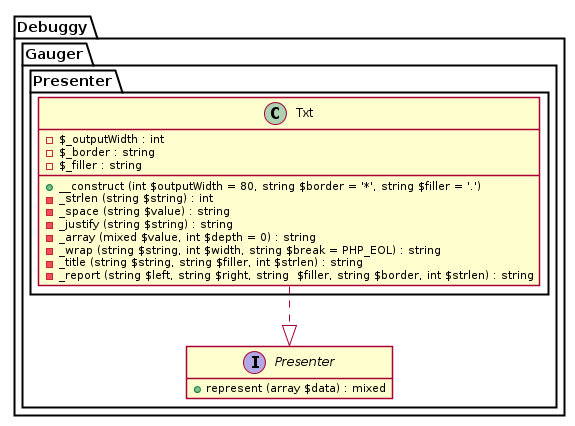 Debuggy
Gauger
Presenter
C Txt
$_outputWidth : int
$_border : string
$_filler : string
__construct (int $outputWidth = 80, string $border = '*', string $filler = '.')
_strlen (string $string) : int
_space (string $value) : string
_justify (string $string) : string
_array (mixed $value, int $depth = 0) : string
_wrap (string $string, int $width, string $break = PHP_EOL) : string
_title (string $string, string $filler, int $strlen) : string
_report (string $left, string $right, string  $filler, string $border, int $strlen) : string
I Presenter
represent (array $data) : mixed